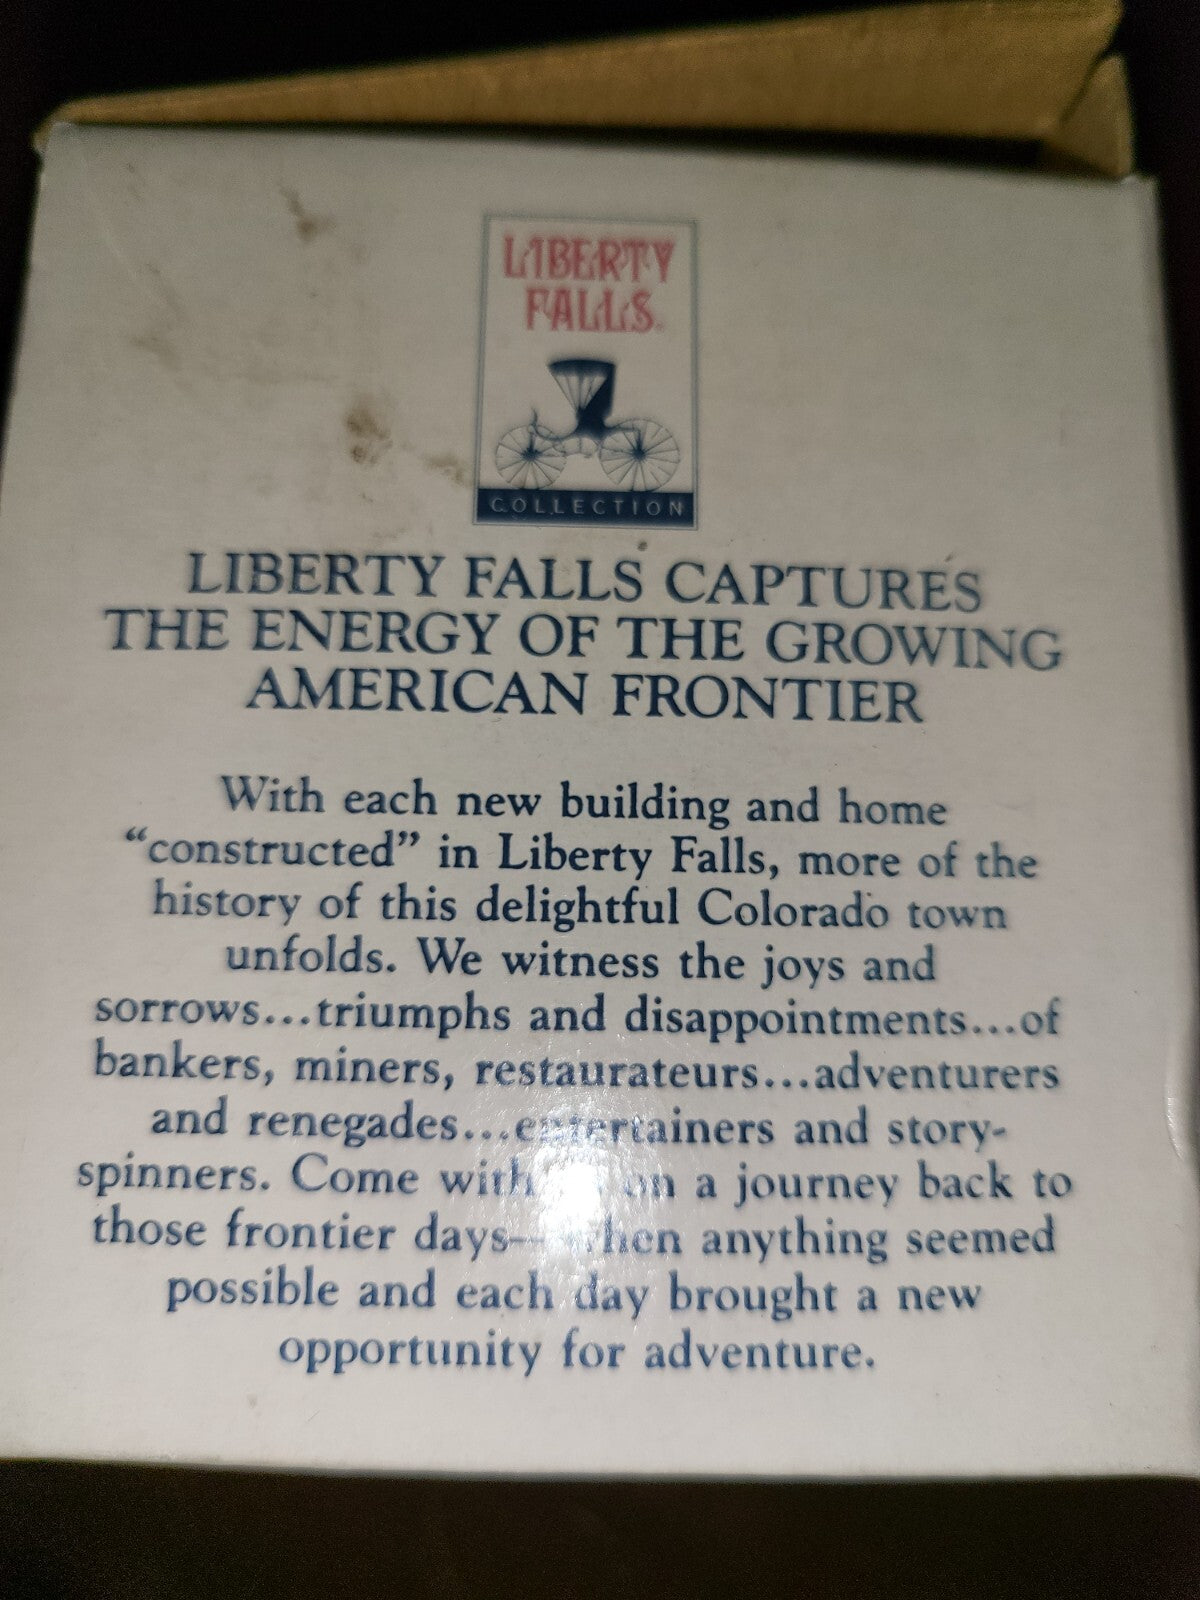 LIBERTY
FALLS
COLLECTION
LIBERTY FALLS CAPTURES
THE ENERGY OF THE GROWING
AMERICAN FRONTIER
With each new building and home
“constructed” in Liberty Falls, more of the
history of this delightful Colorado town
unfolds. We witness the joys and
sorrows...triumphs and disappointments...of
bankers, miners, restaurateurs...adventurers
and renegades...entertainers and story-
spinners. Come with on a journey back to
those frontier days—when anything seemed
possible and each day brought a new
opportunity for adventure.